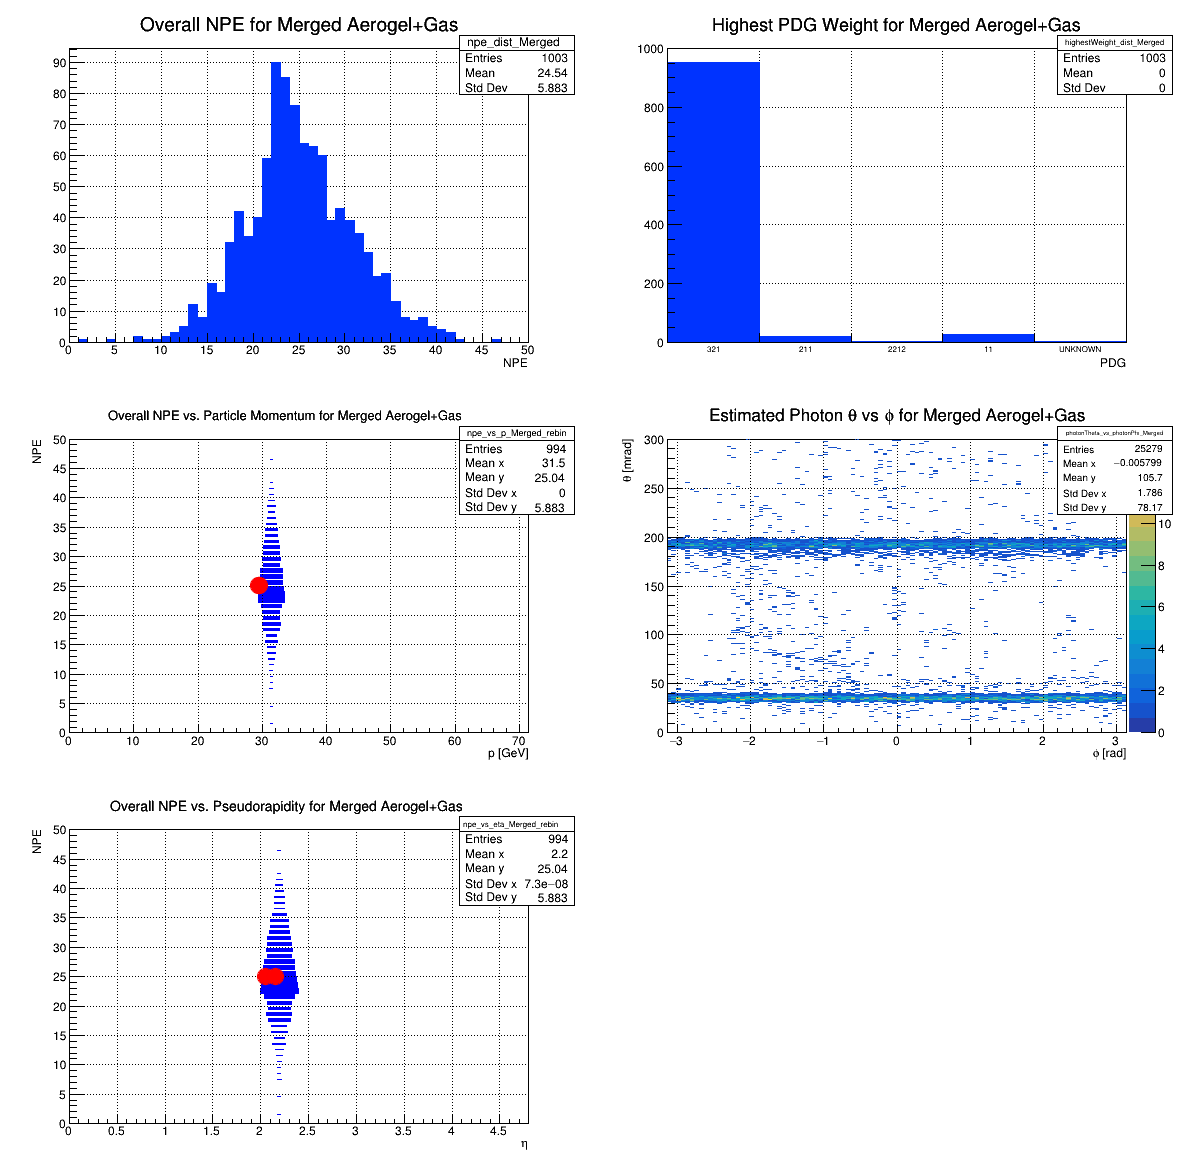 Overall NPE for Merged Aerogel+Gas
npe_dist_Merged
Entries 1003
Mean 24.54
Std Dev 5.883
90
80
70
60
50
40
30
20
10
0
0 5 10 15 20 25 30 35 40 45 50
NPE
Highest PDG Weight for Merged Aerogel+Gas
highestWeight_dist_Merged
Entries 1003
Mean 0
Std Dev 0
1000
800
600
400
200
0
321 211 2212 11 UNKNOWN
PDG
Overall NPE vs. Particle Momentum for Merged Aerogel+Gas
npe_vs_p_Merged_rebin
Entries 994
Mean x 31.5
Mean y 25.04
Std Dev x 0
Std Dev y 5.883
NPE
50
45
40
35
30
25
20
15
10
5
0
0 10 20 30 40 50 60 70
p [GeV]
Estimated Photon θ vs ϕ for Merged Aerogel+Gas
photonTheta_vs_photonPhi_Merged
Entries 25279
Mean x −0.005799
Mean y 105.7
Std Dev x 1.786
Std Dev y 78.17
θ [mrad]
300
250
200
150
100
50
0
−3 −2 −1 0 1 2 3
ϕ [rad]
10
8
6
4
2
0
Overall NPE vs. Pseudorapidity for Merged Aerogel+Gas
npe_vs_eta_Merged_rebin
Entries 994
Mean x 2.2
Mean y 25.04
Std Dev x 7.3e−08
Std Dev y 5.883
NPE
50
45
40
35
30
25
20
15
10
5
0
0 0.5 1 1.5 2 2.5 3 3.5 4 4.5
η